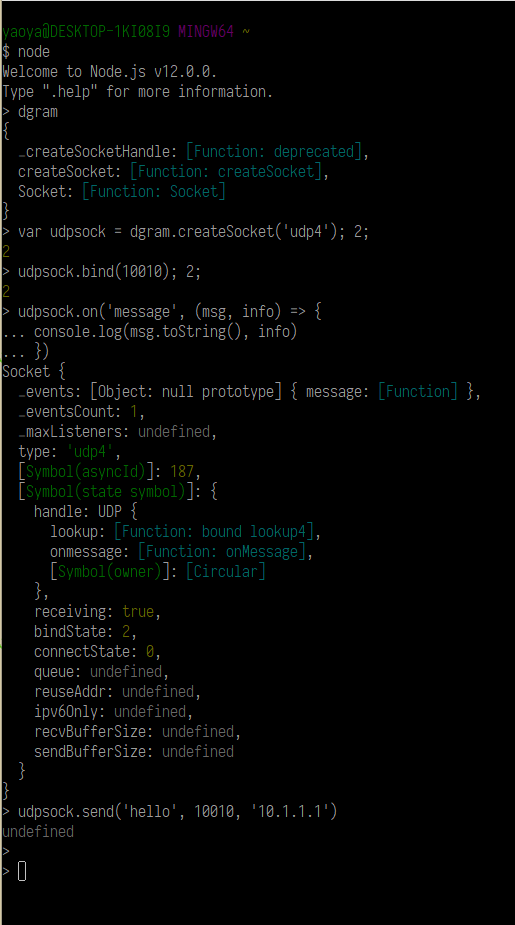 yaoya@DESKTOP-1KI08I9 MINGW64 ~
$ node
Welcome to Node.js v12.0.0.
Type ".help" for more information.
> dgram
{
  _createSocketHandle: [Function: deprecated],
  createSocket: [Function: createSocket],
  Socket: [Function: Socket]
}
> var udpsock = dgram.createSocket('udp4'); 2;
2
> udpsock.bind(10010); 2;
2
> udpsock.on('message', (msg, info) => {
... console.log(msg.toString(), info)
... })
Socket {
  _events: [Object: null prototype] { message: [Function] },
  _eventsCount: 1,
  _maxListeners: undefined,
  type: 'udp4',
  [Symbol(asyncId)]: 187,
  [Symbol(state symbol)]: {
    handle: UDP {
      lookup: [Function: bound lookup4],
      onmessage: [Function: onMessage],
      [Symbol(owner)]: [Circular]
    },
    receiving: true,
    bindState: 2,
    connectState: 0,
    queue: undefined,
    reuseAddr: undefined,
    ipv6Only: undefined,
    recvBufferSize: undefined,
    sendBufferSize: undefined
  }
}
> udpsock.send('hello', 10010, '10.1.1.1')
undefined
>
>